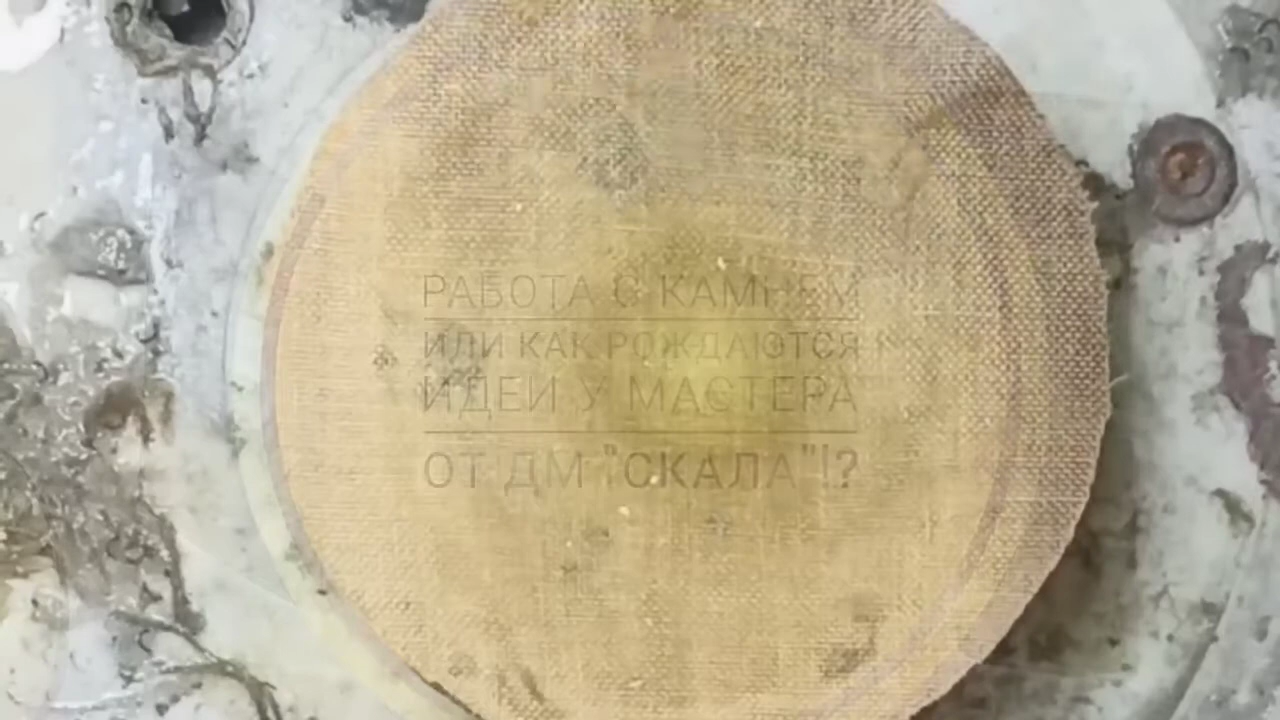 РАБОТА С КАМНЕМ
ИЛИ КАК РОЖДАЮТСЯ
ИДЕИ У МАСТЕРА
ОТ ДМ "СКАЛА"!?